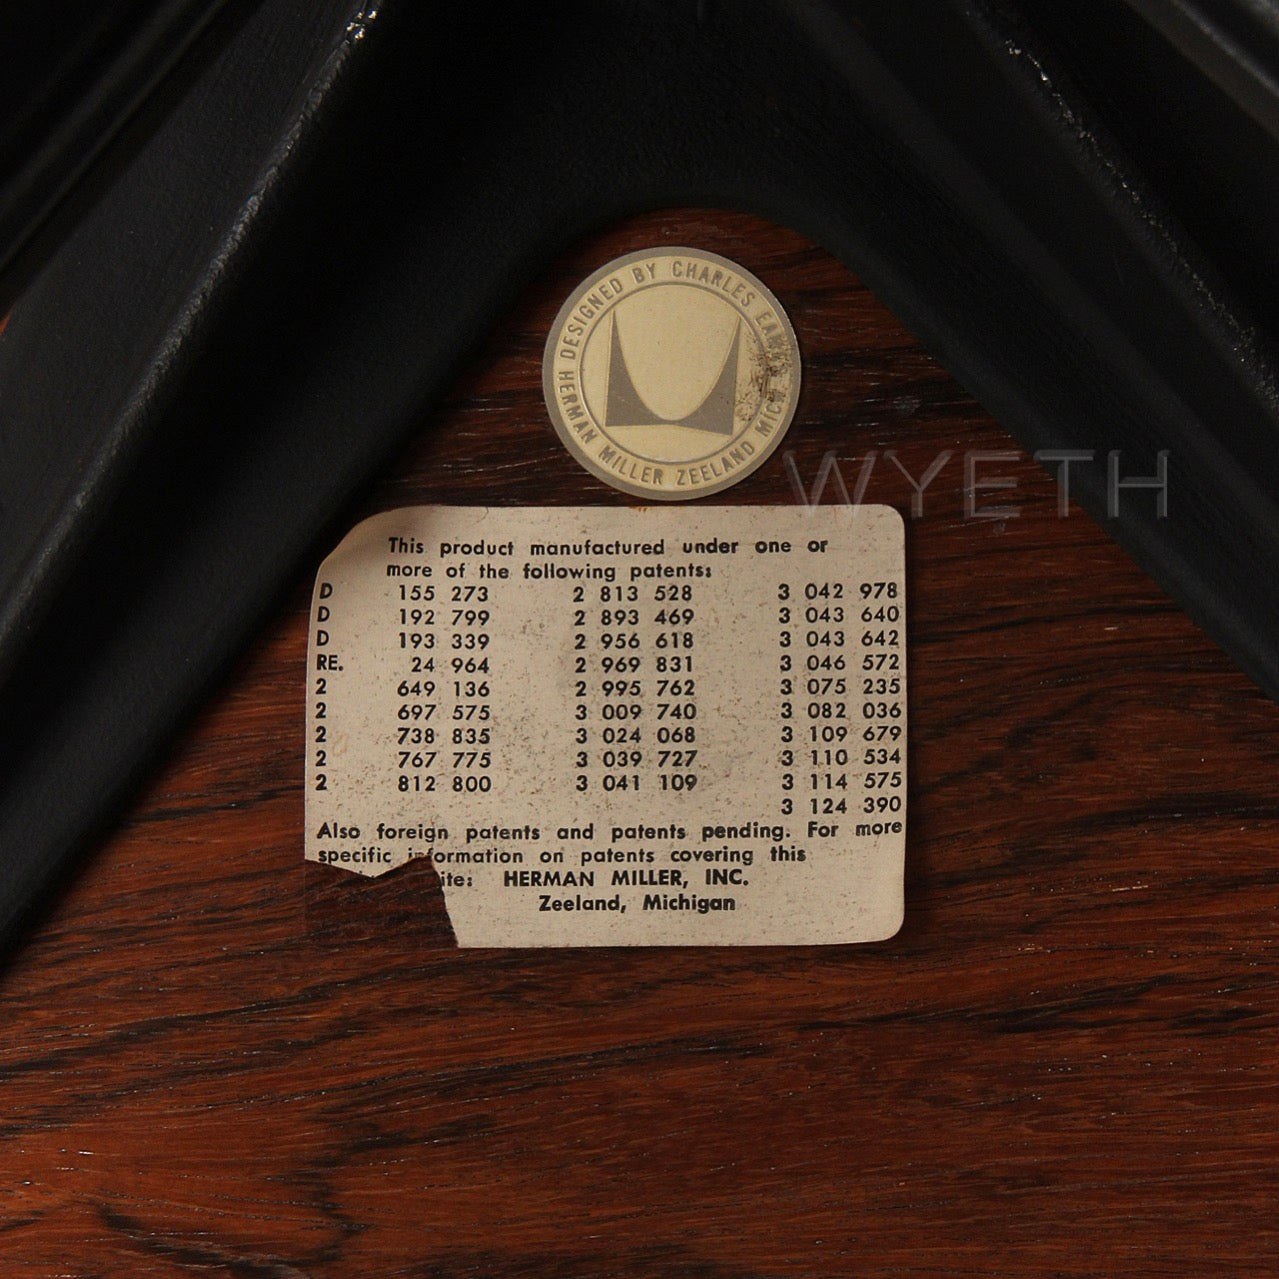 DESIGNED BY CHARLES EAMES
HERMAN MILLER ZEELAND MICH.
WYETH
This product manufactured under one or
more of the following patents:
D 155 273 2 813 528 3 042 978
D 192 799 2 893 469 3 043 640
D 193 339 2 956 618 3 043 642
RE. 24 964 2 969 831 3 046 572
2 649 136 2 995 762 3 075 235
2 697 575 3 009 740 3 082 036
2 738 835 3 024 068 3 109 679
2 767 775 3 039 727 3 110 534
2 812 800 3 041 109 3 114 575
3 124 390
Also foreign patents and patents pending. For more
specific information on patents covering this
HERMAN MILLER, INC.
Zeeland, Michigan